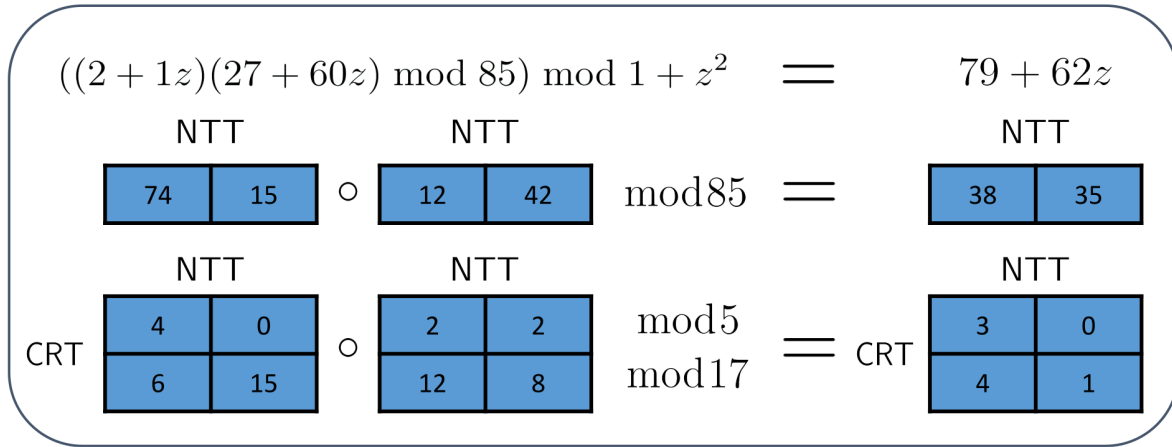 ((2 + 1z)(27 + 60z) mod 85) mod 1 + z² = 79 + 62z
NTT NTT NTT
74 15 ∘ 12 42 mod85 = 38 35
NTT NTT NTT
4 0 2 2 mod5 3 0
CRT ∘ = CRT
6 15 12 8 mod17 4 1